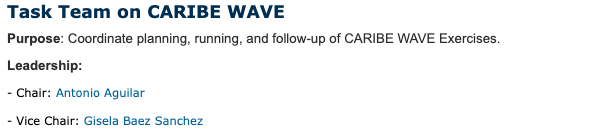 Task Team on CARIBE WAVE
Purpose: Coordinate planning, running, and follow-up of CARIBE WAVE Exercises.
Leadership:
- Chair: Antonio Aguilar
- Vice Chair: Gisela Baez Sanchez